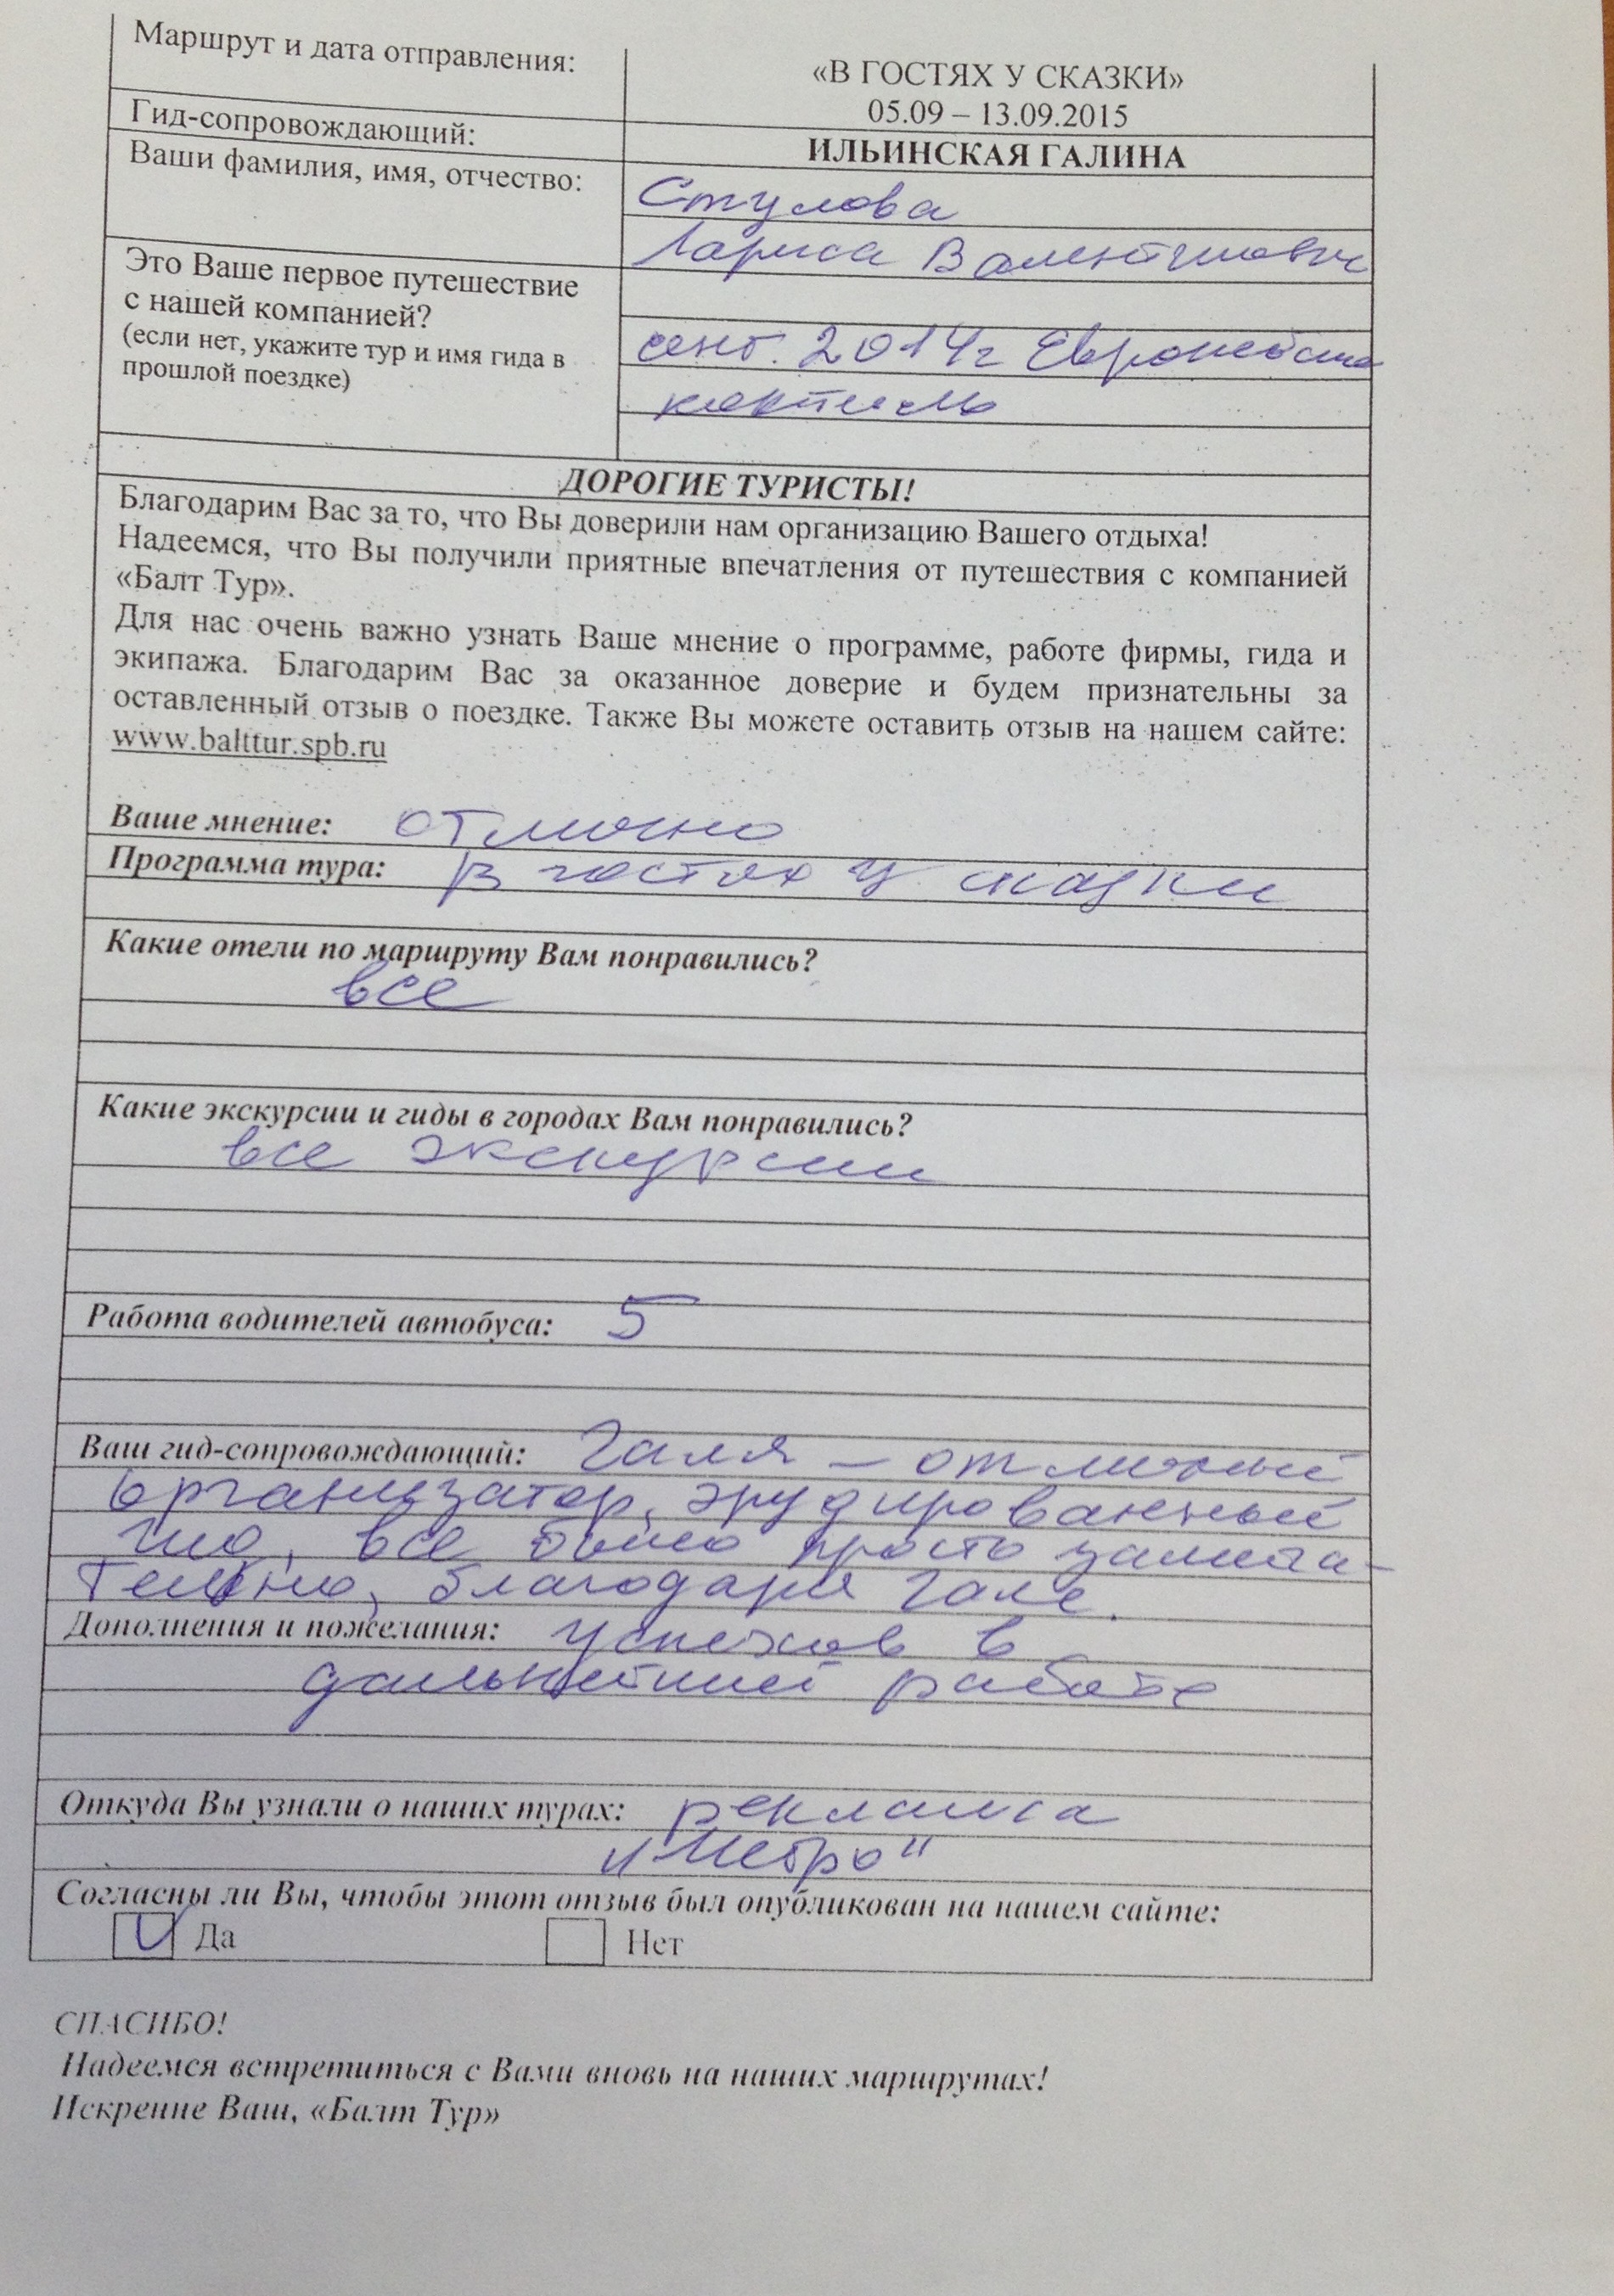 Маршрут и дата отправления:
«В ГОСТЯХ У СКАЗКИ»
05.09 – 13.09.2015
Гид-сопровождающий:
ИЛЬИНСКАЯ ГАЛИНА
Ваши фамилия, имя, отчество:
Стулова
Лариса Валентиновн
Это Ваше первое путешествие
с нашей компанией?
(если нет, укажите тур и имя гида в
прошлой поездке)
сент. 2014г Европейский
коктейль
ДОРОГИЕ ТУРИСТЫ!
Благодарим Вас за то, что Вы доверили нам организацию Вашего отдыха!
Надеемся, что Вы получили приятные впечатления от путешествия с компанией
«Балт Тур».
Для нас очень важно узнать Ваше мнение о программе, работе фирмы, гида и
экипажа. Благодарим Вас за оказанное доверие и будем признательны за
оставленный отзыв о поездке. Также Вы можете оставить отзыв на нашем сайте:
www.balttur.spb.ru
Ваше мнение: отлично
Программа тура: В гостях у сказки
Какие отели по маршруту Вам понравились?
все
Какие экскурсии и гиды в городах Вам понравились?
все экскурсии
Работа водителей автобуса: 5
Ваш гид-сопровождающий: Галя – отличный
организатор, эрудированный
гид, все было просто замеча-
тельно, благодаря Гале.
Дополнения и пожелания: успехов в
дальнейшей работе
Откуда Вы узнали о наших турах: реклама
"Метро"
Согласны ли Вы, чтобы этот отзыв был опубликован на нашем сайте:
Да Нет
СПАСИБО!
Надеемся встретиться с Вами вновь на наших маршрутах!
Искренне Ваш, «Балт Тур»